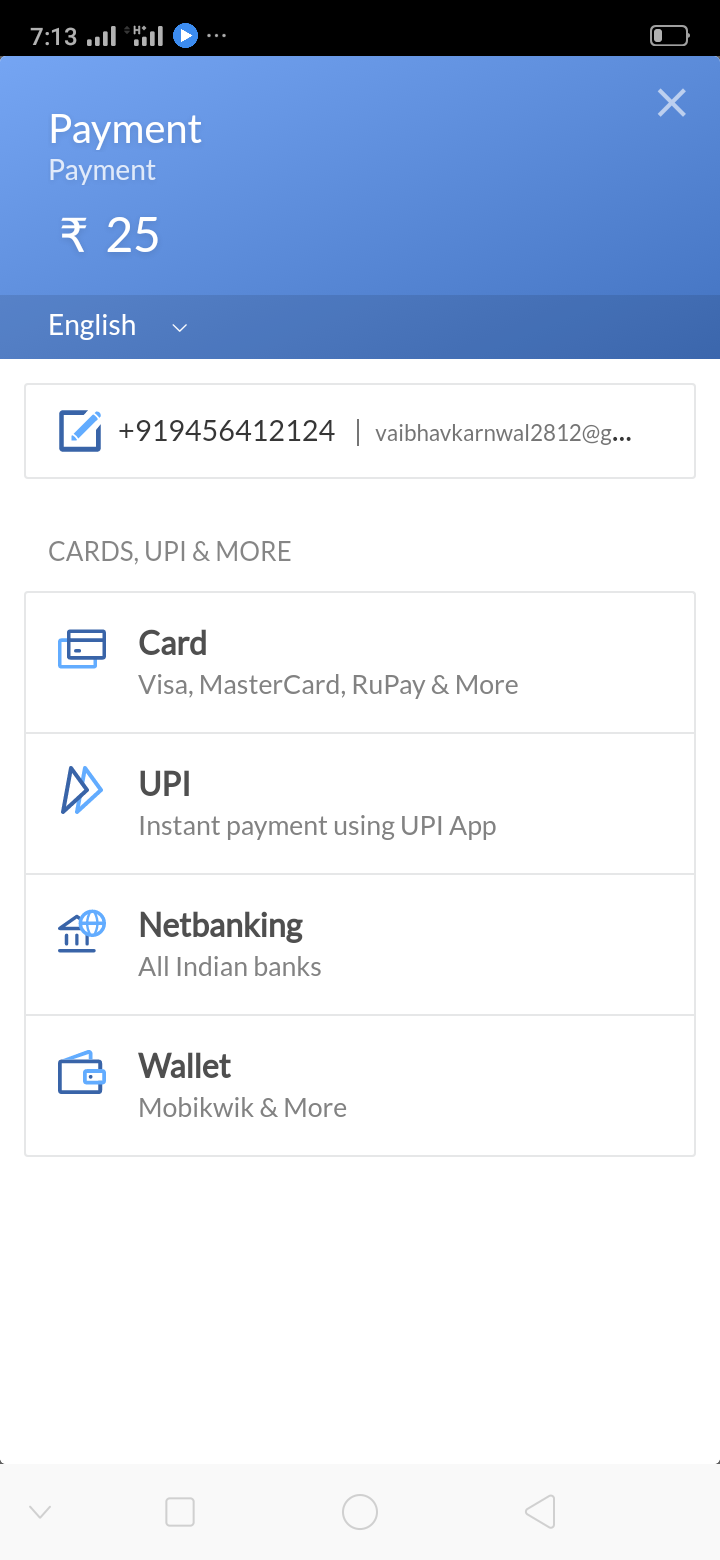 7:13 H+ ...
Payment
Payment
₹ 25
English
+919456412124 | vaibhavkarnwal2812@g...
CARDS, UPI & MORE
Card
Visa, MasterCard, RuPay & More
UPI
Instant payment using UPI App
Netbanking
All Indian banks
Wallet
Mobikwik & More